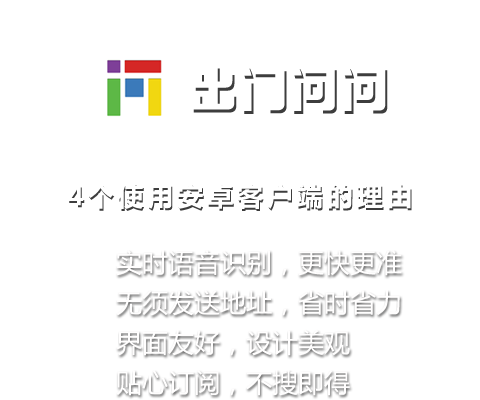 出门问问
4个使用安卓客户端的理由
实时语音识别，更快更准
无须发送地址，省时省力
界面友好，设计美观
贴心订阅，不搜即得